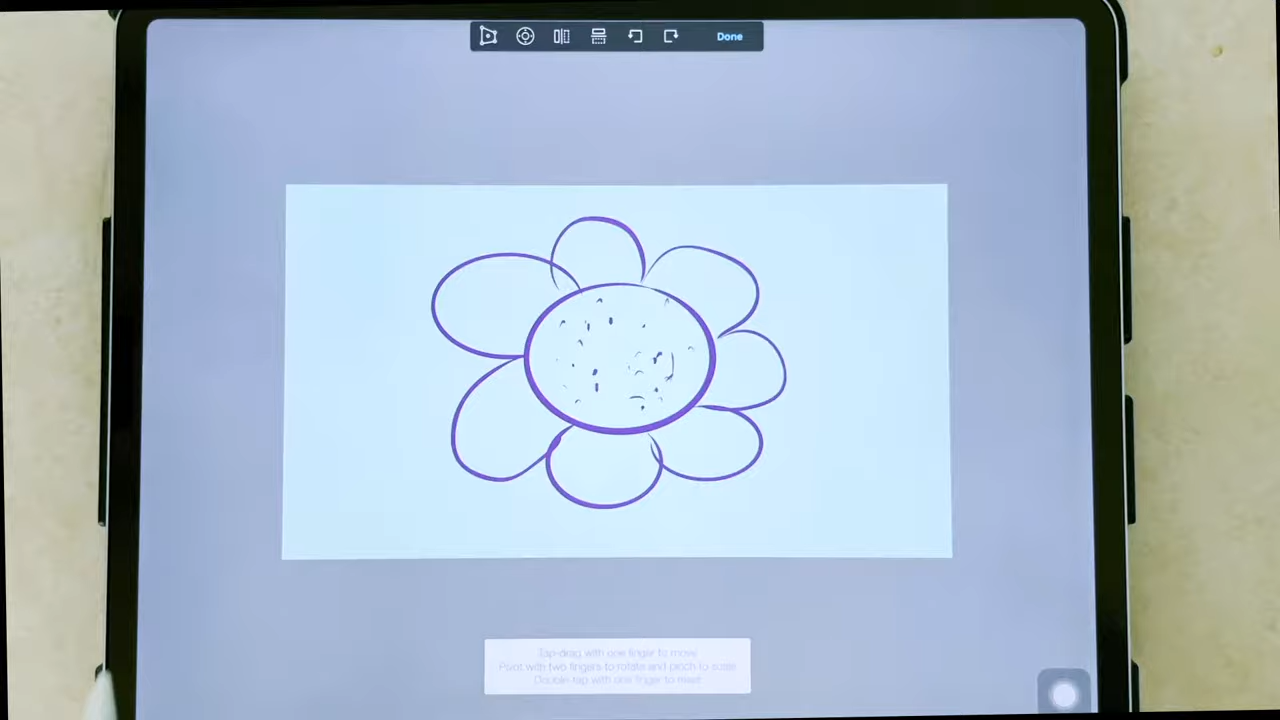 Done
Tap-drag with one finger to move
Pivot with two fingers to rotate and pinch to scale
Double-tap with one finger to reset